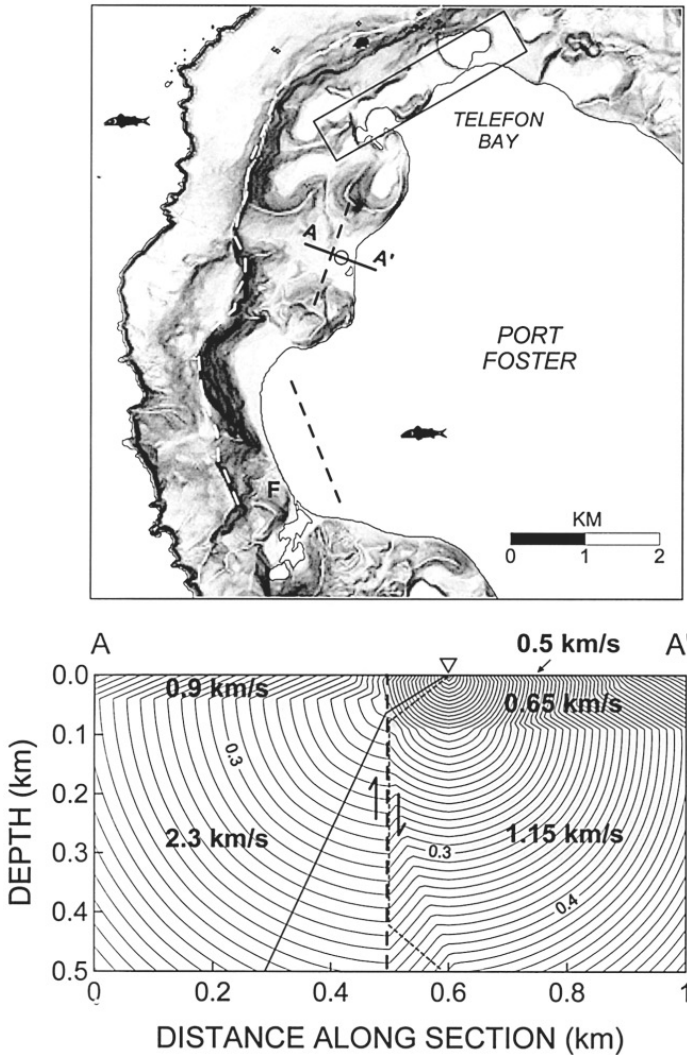 TELEFON
BAY
A
A'
PORT
FOSTER
F
KM
0 1 2
A
0.5 km/s
A'
0.0
0.9 km/s
0.65 km/s
0.1
0.3
0.2
2.3 km/s
1.15 km/s
0.3
0.3
0.4
0.4
0.5
0 0.2 0.4 0.6 0.8 1
DEPTH (km)
DISTANCE ALONG SECTION (km)